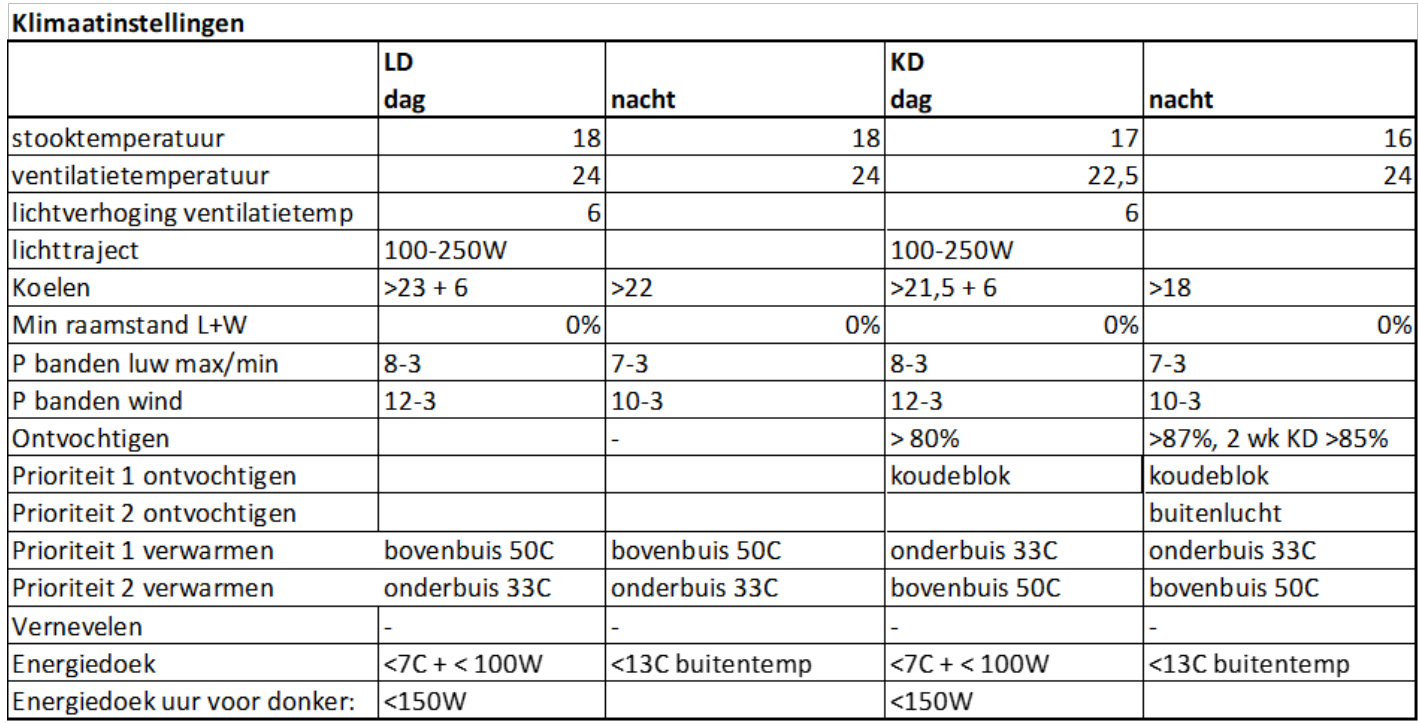 Klimaatinstellingen
LD KD
dag nacht dag nacht
stooktemperatuur 18 18 17 16
ventilatietemperatuur 24 24 22,5 24
lichtverhoging ventilatietemp 6 6
lichttraject 100-250W 100-250W
Koelen >23 + 6 >22 >21,5 + 6 >18
Min raamstand L+W 0% 0% 0% 0%
P banden luw max/min 8-3 7-3 8-3 7-3
P banden wind 12-3 10-3 12-3 10-3
Ontvochtigen - > 80% >87%, 2 wk KD >85%
Prioriteit 1 ontvochtigen koudeblok koudeblok
Prioriteit 2 ontvochtigen buitenlucht
Prioriteit 1 verwarmen bovenbuis 50C bovenbuis 50C onderbuis 33C onderbuis 33C
Prioriteit 2 verwarmen onderbuis 33C onderbuis 33C bovenbuis 50C bovenbuis 50C
Vernevelen - - - -
Energiedoek <7C + < 100W <13C buitentemp <7C + < 100W <13C buitentemp
Energiedoek uur voor donker: <150W <150W